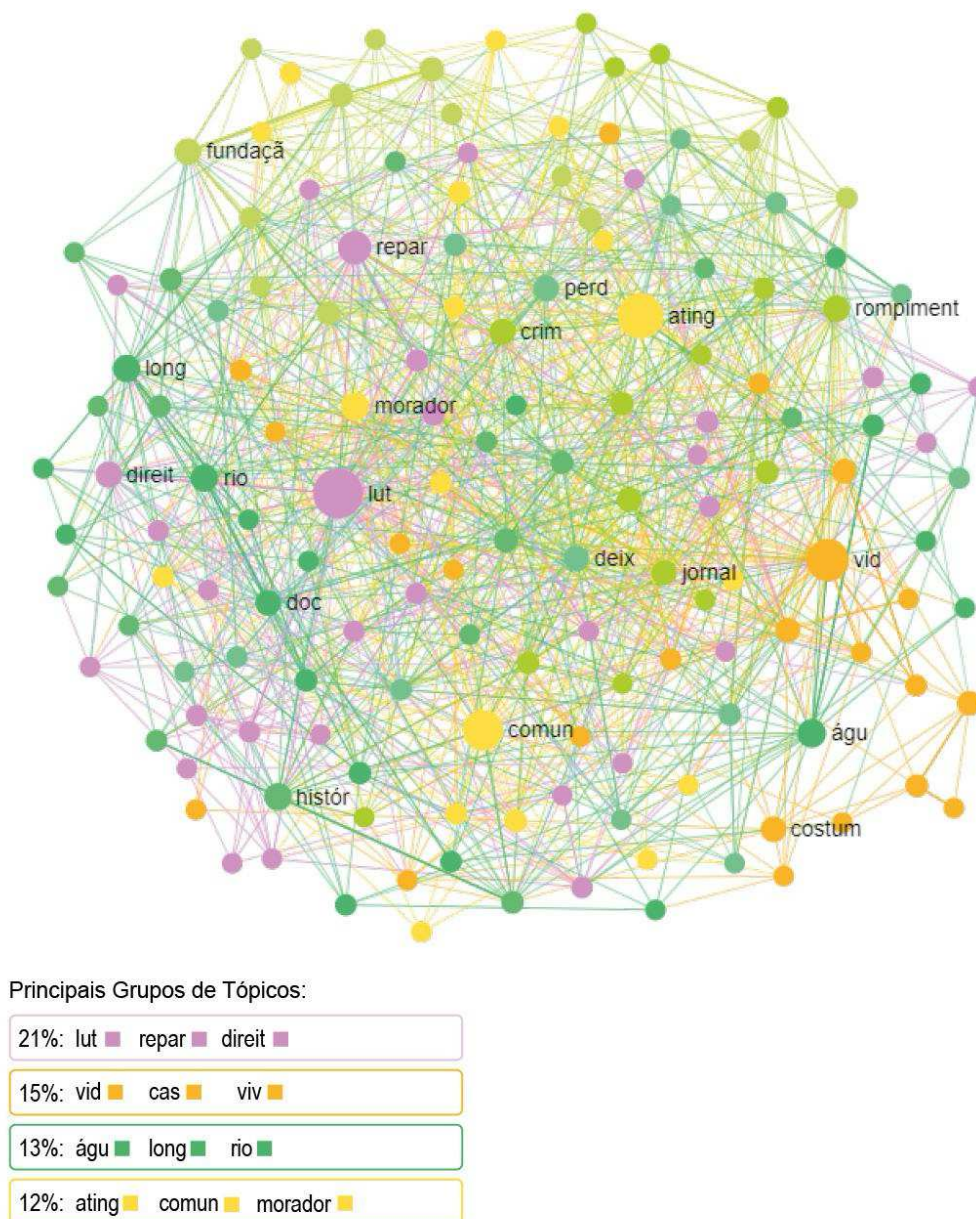 fundaçã
repar
perd
ating
rompiment
crim
long
morador
direit
rio
lut
deix
jornal
vid
doc
comun
águ
histór
costum
Principais Grupos de Tópicos:
21%: lut repar direit
15%: vid cas viv
13%: águ long rio
12%: ating comun morador